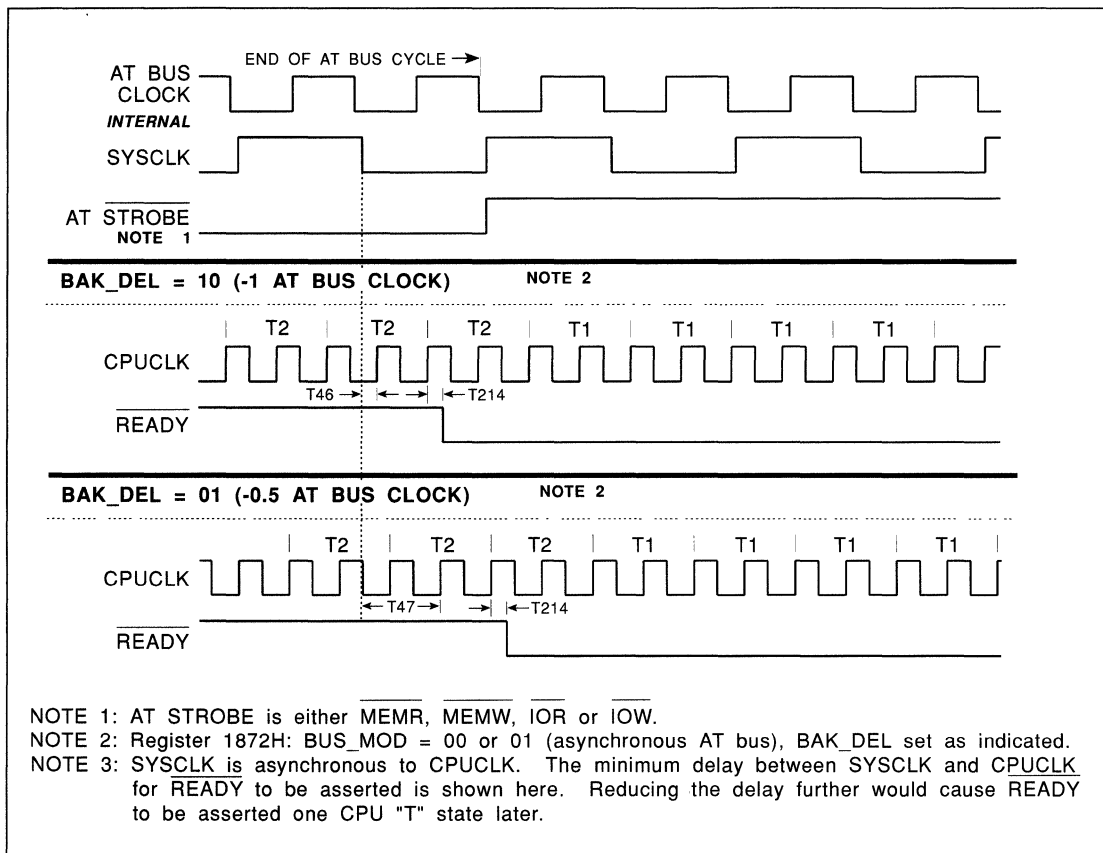 END OF AT BUS CYCLE
AT BUS
CLOCK
INTERNAL
SYSCLK
AT STROBE
NOTE 1
BAK_DEL = 10 (-1 AT BUS CLOCK) NOTE 2
T2 T2 T2 T1 T1 T1 T1
CPUCLK
T46 T214
READY
BAK_DEL = 01 (-0.5 AT BUS CLOCK) NOTE 2
T2 T2 T2 T1 T1 T1 T1
CPUCLK
T47 T214
READY
NOTE 1: AT STROBE is either MEMR, MEMW, IOR or IOW.
NOTE 2: Register 1872H: BUS_MOD = 00 or 01 (asynchronous AT bus), BAK_DEL set as indicated.
NOTE 3: SYSCLK is asynchronous to CPUCLK. The minimum delay between SYSCLK and CPUCLK
for READY to be asserted is shown here. Reducing the delay further would cause READY
to be asserted one CPU "T" state later.